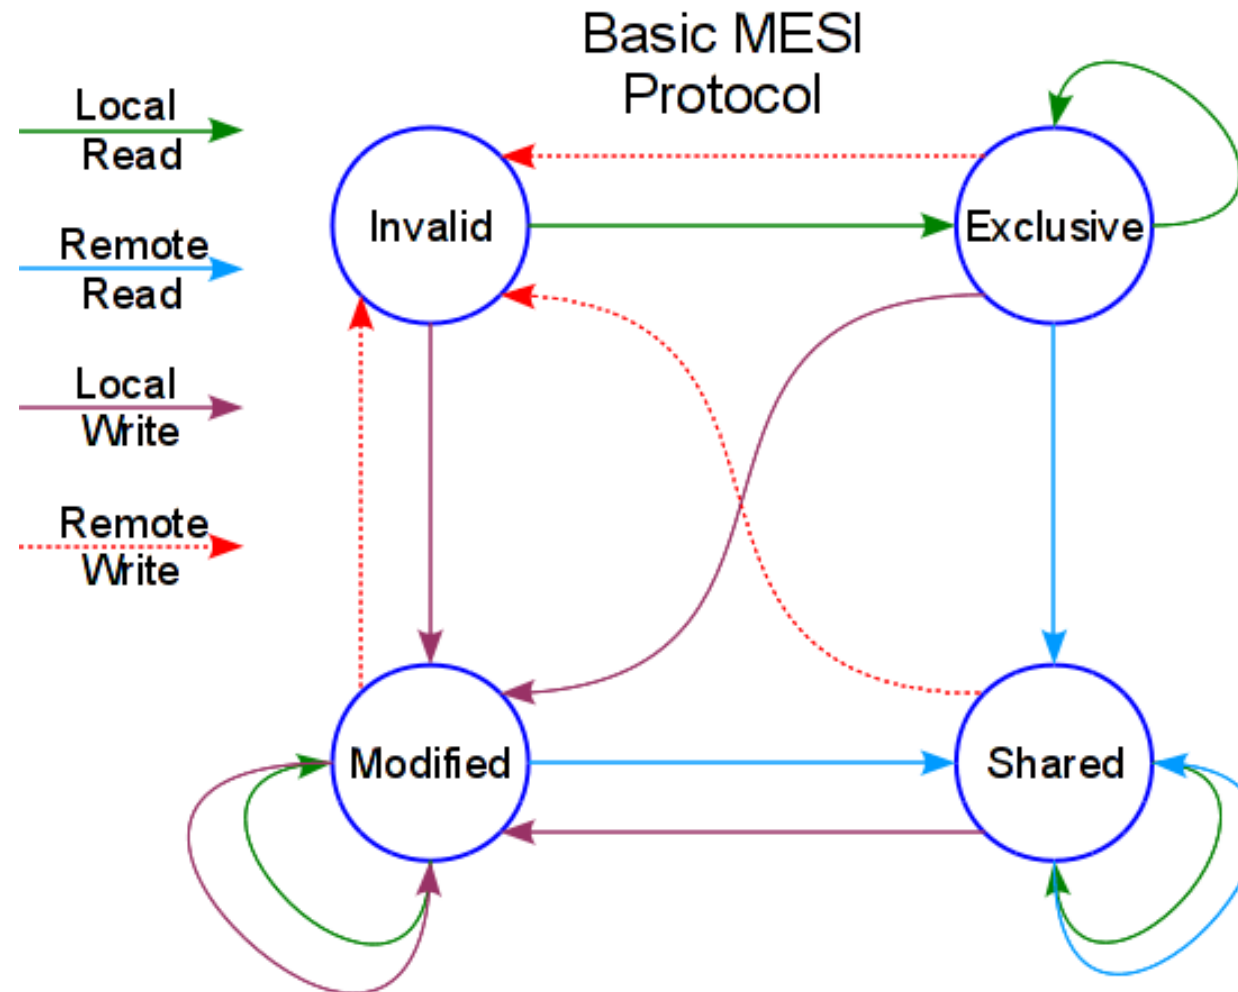 Basic MESI
Protocol
Local
Read
Remote
Read
Local
Write
Remote
Write
Invalid
Exclusive
Modified
Shared